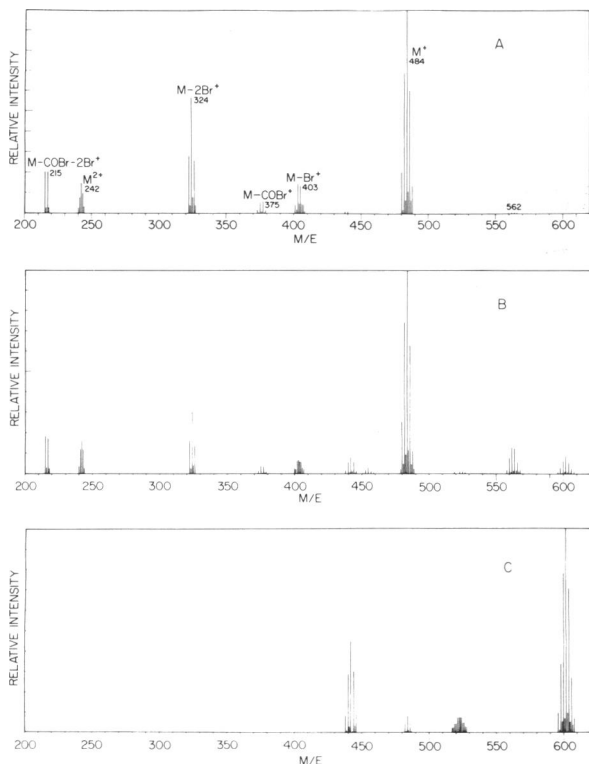 A
M⁺
484
M-2Br⁺
324
M-COBr-2Br⁺
215
M²⁺
242
M-Br⁺
403
M-COBr⁺
375
562
RELATIVE INTENSITY
200 250 300 350 400 450 500 550 600
M/E
B
RELATIVE INTENSITY
200 250 300 350 400 450 500 550 600
M/E
C
RELATIVE INTENSITY
200 250 300 350 400 450 500 550 600
M/E